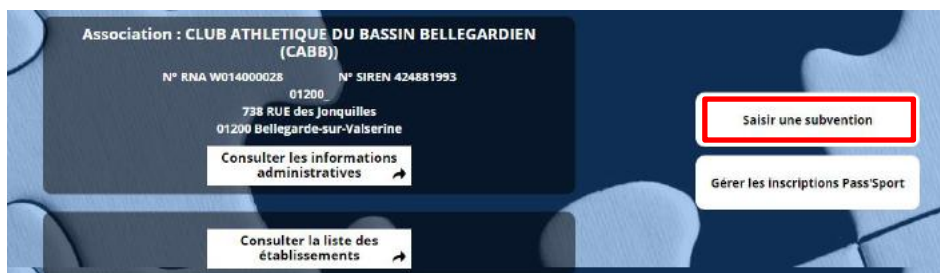 Association : CLUB ATHLETIQUE DU BASSIN BELLEGARDIEN
(CABB))
N° RNA W014000028 N° SIREN 424881993
01200_
738 RUE des Jonquilles
01200 Bellegarde-sur-Valserine
Consulter les informations
administratives
Saisir une subvention
Gérer les inscriptions Pass'Sport
Consulter la liste des
établissements